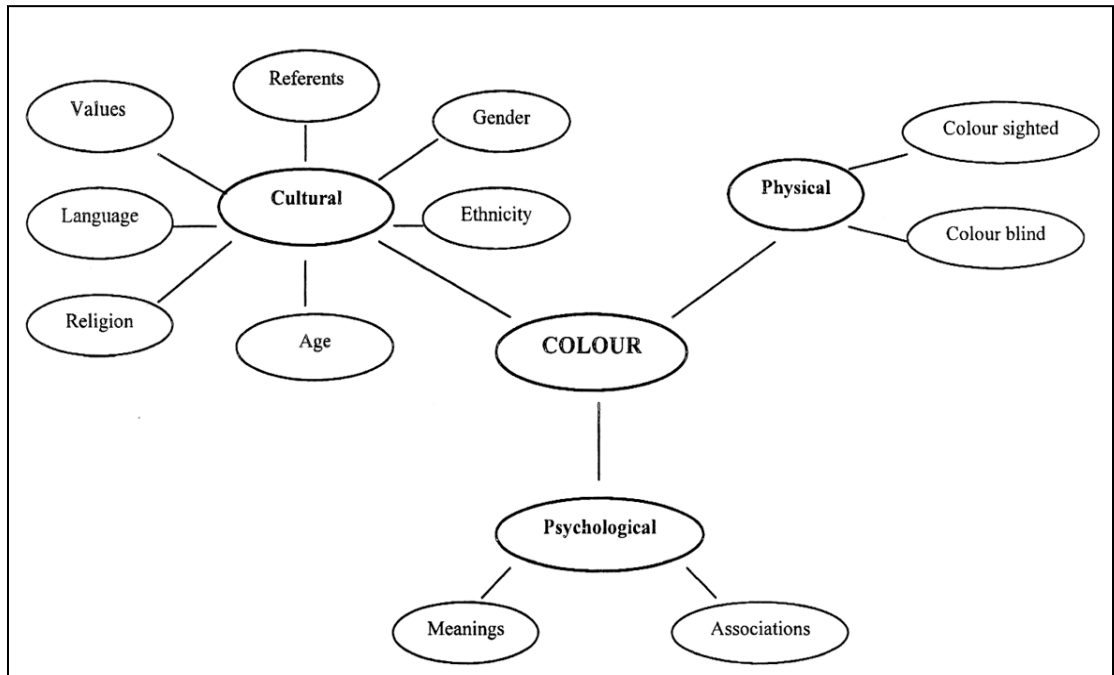 Referents
Values
Gender
Colour sighted
Cultural
Physical
Language
Ethnicity
Colour blind
Religion
Age
COLOUR
Psychological
Meanings
Associations